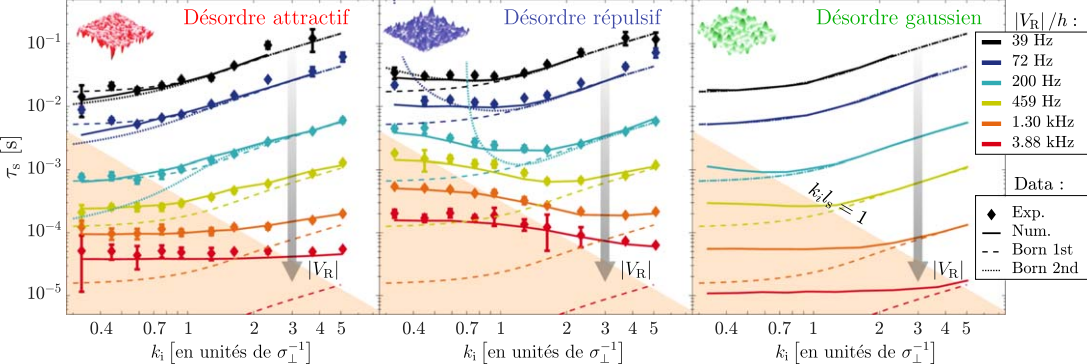 Désordre attractif
Désordre répulsif
Désordre gaussien
|V_R| /h :
39 Hz
72 Hz
200 Hz
459 Hz
1.30 kHz
3.88 kHz
Data :
Exp.
Num.
Born 1st
Born 2nd
τ_s [s]
10^{-1}
10^{-2}
10^{-3}
10^{-4}
10^{-5}
k_i l_s = 1
|V_R|
|V_R|
|V_R|
0.4 0.7 1 2 3 4 5
0.4 0.7 1 2 3 4 5
0.4 0.7 1 2 3 4 5
k_i [en unités de σ_⊥^{-1}]
k_i [en unités de σ_⊥^{-1}]
k_i [en unités de σ_⊥^{-1}]